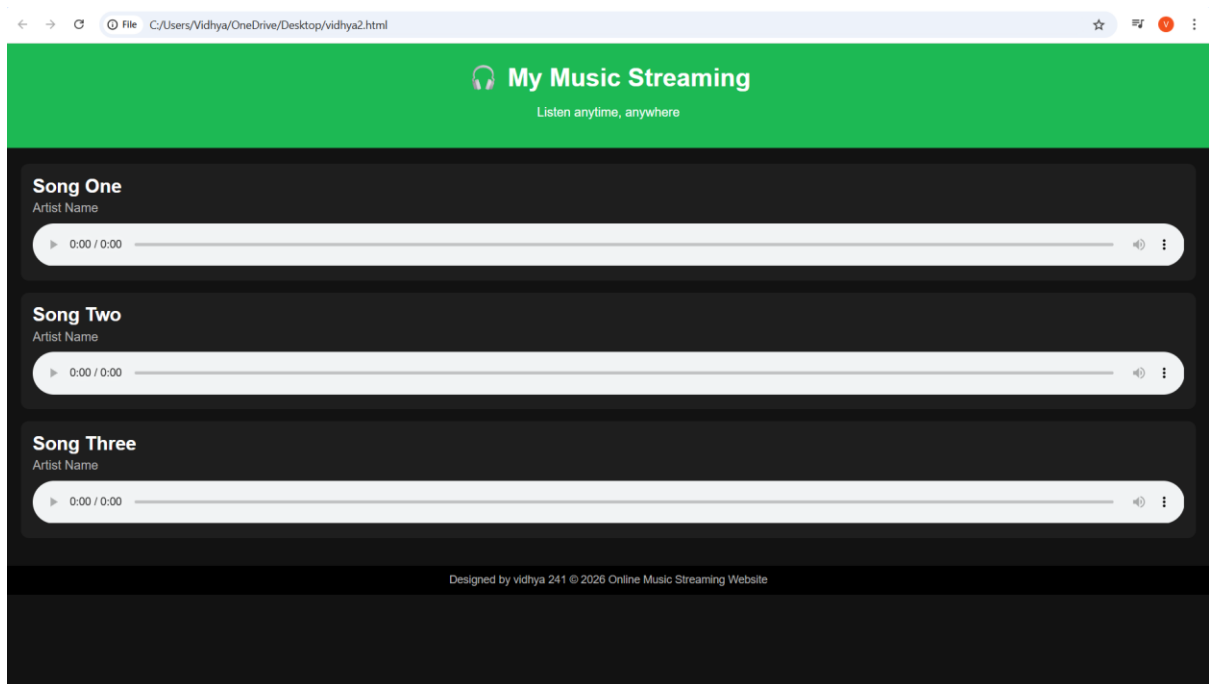 File C:/Users/Vidhya/OneDrive/Desktop/vidhya2.html V
🎧 My Music Streaming
Listen anytime, anywhere
Song One
Artist Name
0:00 / 0:00
Song Two
Artist Name
0:00 / 0:00
Song Three
Artist Name
0:00 / 0:00
Designed by vidhya 241 © 2026 Online Music Streaming Website